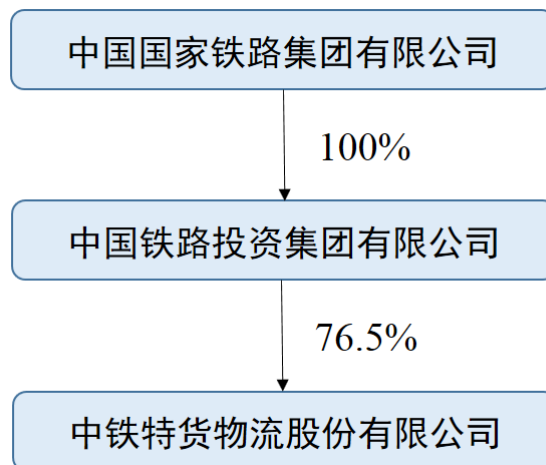 中国国家铁路集团有限公司
100%
中国铁路投资集团有限公司
76.5%
中铁特货物流股份有限公司